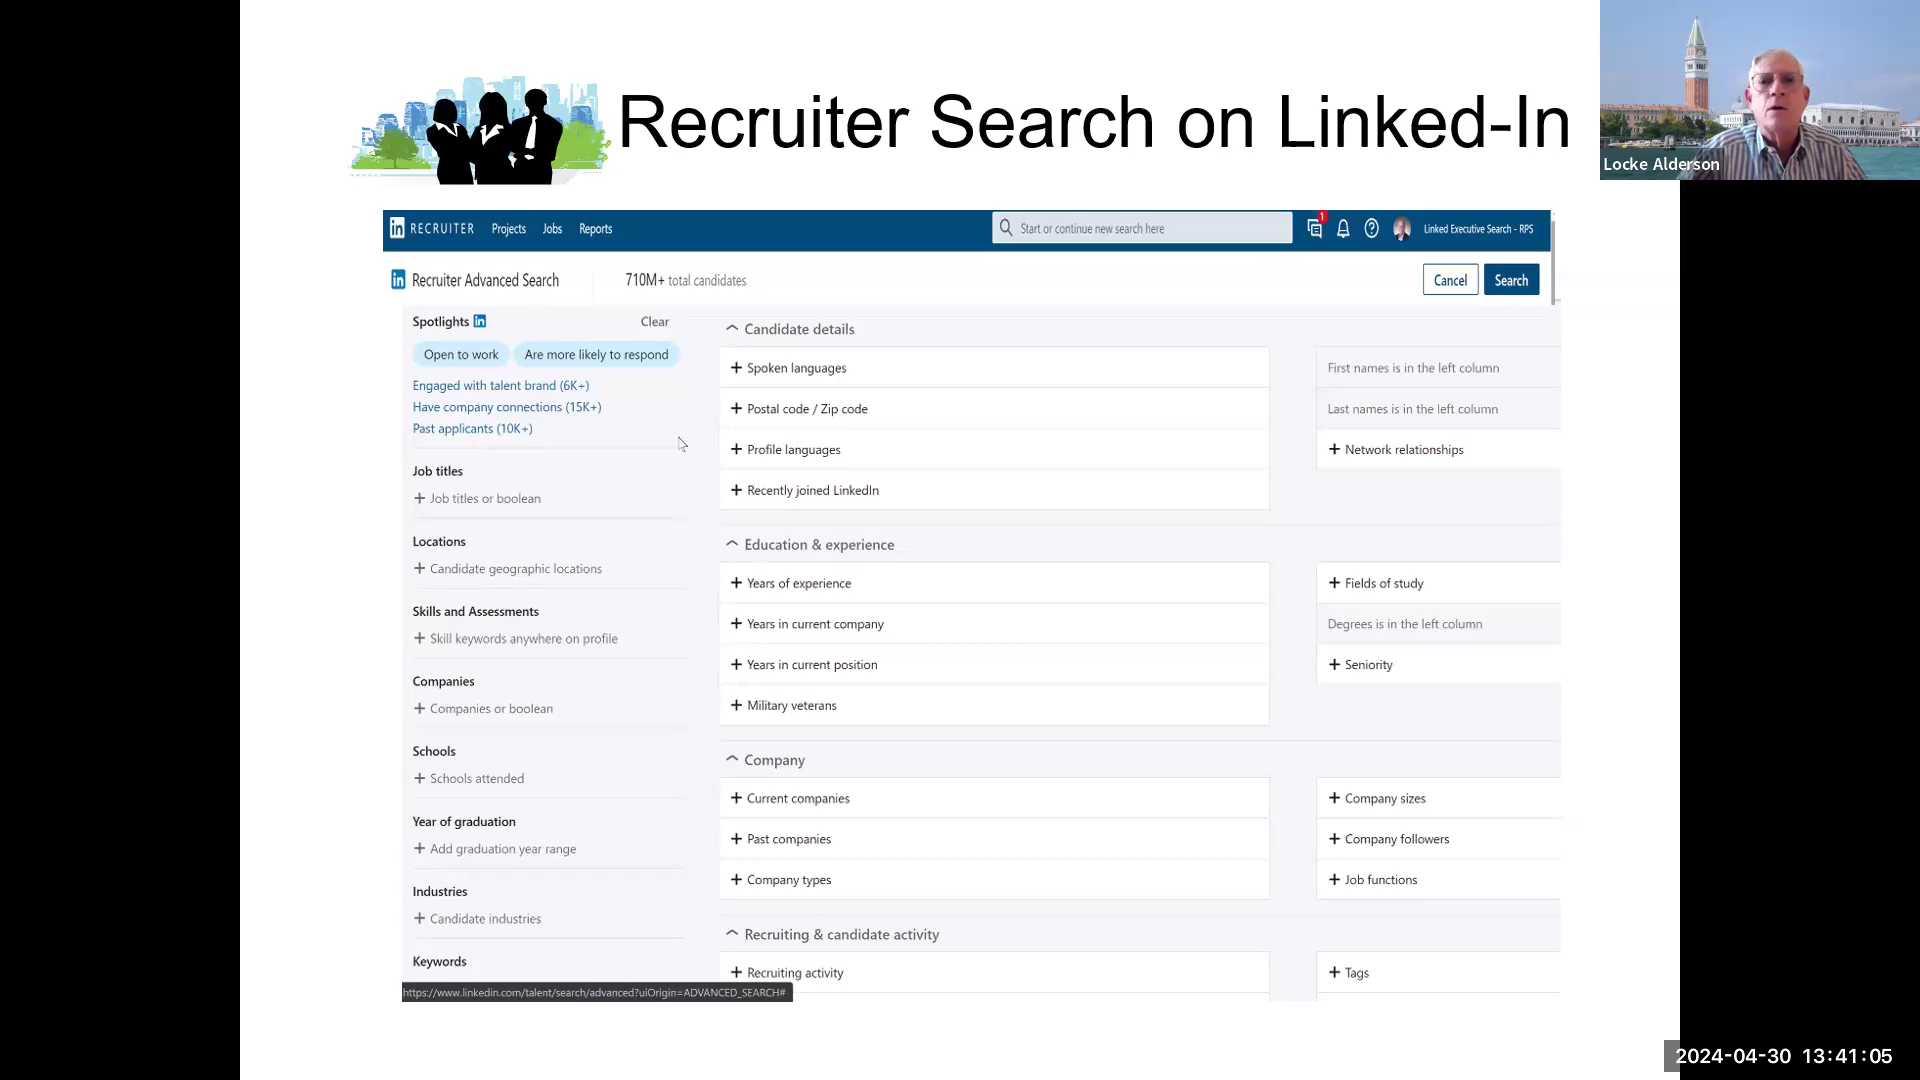 Recruiter Search on Linked-In
Locke Alderson
in RECRUITER Projects Jobs Reports
Start or continue new search here
1
Linked Executive Search - RPS
in Recruiter Advanced Search
710M+ total candidates
Cancel
Search
Spotlights in
Clear
Open to work
Are more likely to respond
Engaged with talent brand (6K+)
Have company connections (15K+)
Past applicants (10K+)
Job titles
+ Job titles or boolean
Locations
+ Candidate geographic locations
Skills and Assessments
+ Skill keywords anywhere on profile
Companies
+ Companies or boolean
Schools
+ Schools attended
Year of graduation
+ Add graduation year range
Industries
+ Candidate industries
Keywords
https://www.linkedin.com/talent/search/advanced?uiOrigin=ADVANCED_SEARCH#
Candidate details
+ Spoken languages
+ Postal code / Zip code
+ Profile languages
+ Recently joined LinkedIn
First names is in the left column
Last names is in the left column
+ Network relationships
Education & experience
+ Years of experience
+ Years in current company
+ Years in current position
+ Military veterans
+ Fields of study
Degrees is in the left column
+ Seniority
Company
+ Current companies
+ Past companies
+ Company types
+ Company sizes
+ Company followers
+ Job functions
Recruiting & candidate activity
+ Recruiting activity
+ Tags
2024-04-30 13:41:05